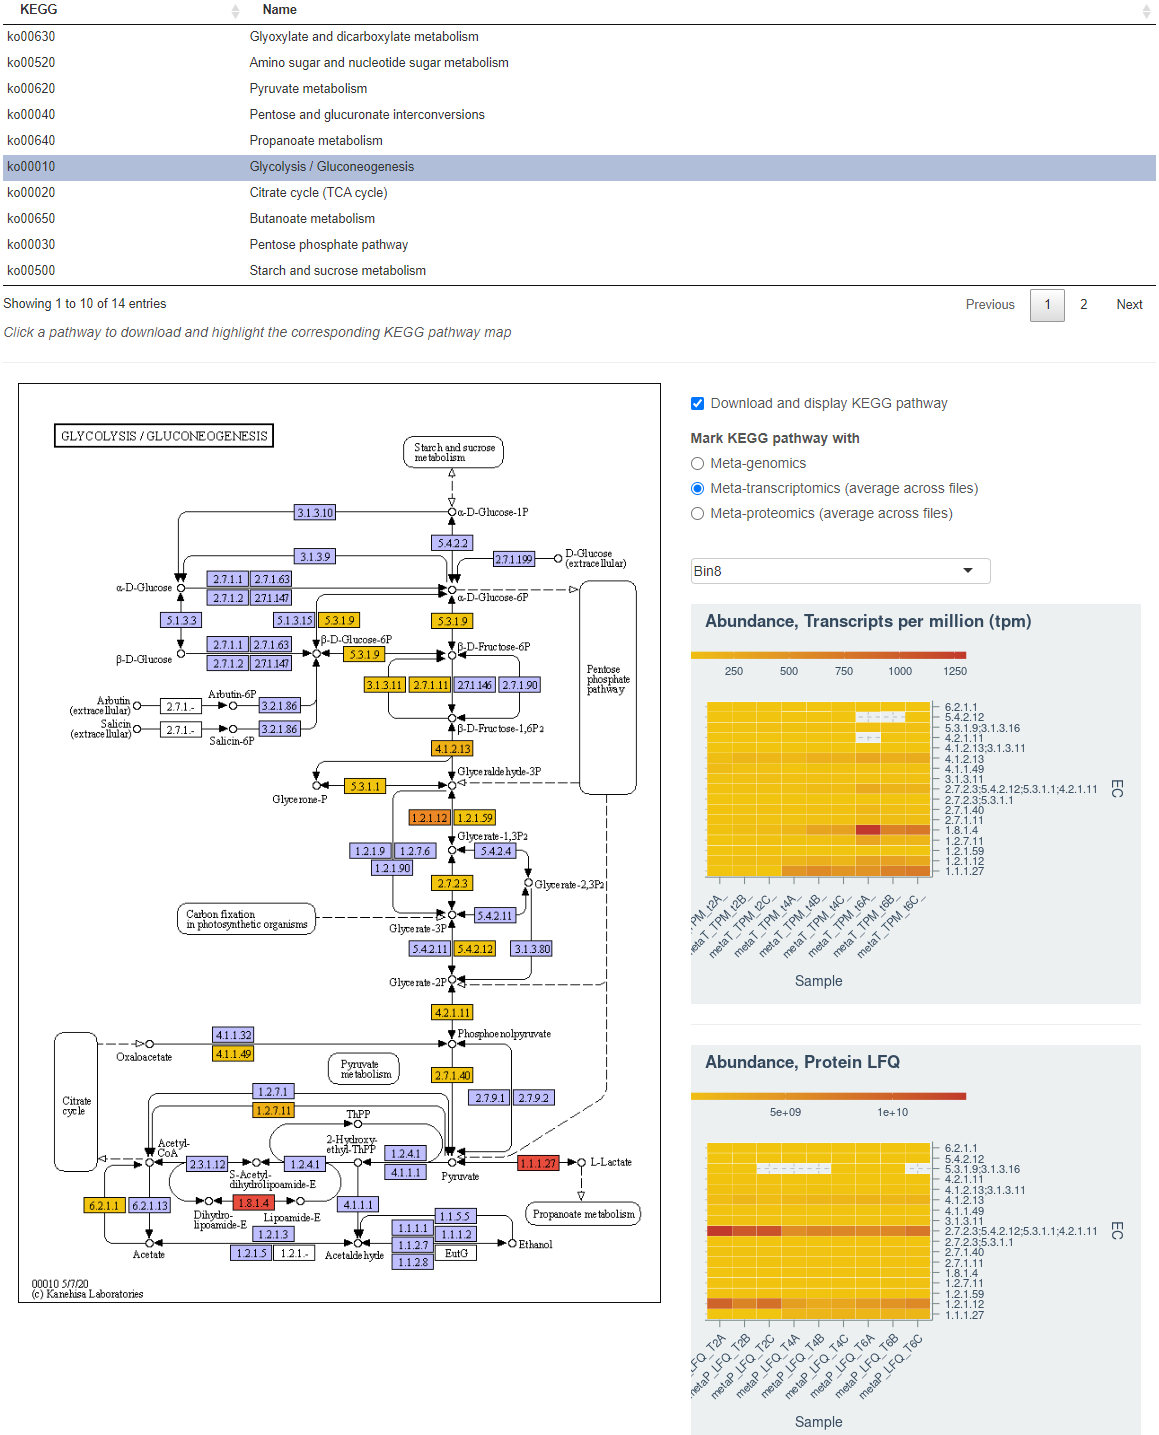 KEGG Name
ko00630 Glyoxylate and dicarboxylate metabolism
ko00520 Amino sugar and nucleotide sugar metabolism
ko00620 Pyruvate metabolism
ko00040 Pentose and glucuronate interconversions
ko00640 Propanoate metabolism
ko00010 Glycolysis / Gluconeogenesis
ko00020 Citrate cycle (TCA cycle)
ko00650 Butanoate metabolism
ko00030 Pentose phosphate pathway
ko00500 Starch and sucrose metabolism
Showing 1 to 10 of 14 entries
Previous 1 2 Next
Click a pathway to download and highlight the corresponding KEGG pathway map
GLYCOLYSIS / GLUCONEOGENESIS
Starch and sucrose
metabolism
3.1.3.10
α-D-Glucose-1P
5.4.2.2
3.1.3.9
2.7.1.199
D-Glucose
(extracellular)
2.7.1.1 2.7.1.63
α-D-Glucose
2.7.1.2 2.7.1.147
α-D-Glucose-6P
5.1.3.3
5.1.3.15 5.3.1.9
5.3.1.9
β-D-Glucose-6P
2.7.1.1 2.7.1.63
β-D-Fructose-6P
β-D-Glucose
2.7.1.2 2.7.1.147
5.3.1.9
Pentose
phosphate
pathway
3.1.3.11 2.7.1.11 2.7.1.146 2.7.1.90
Arbutin
(extracellular)
2.7.1.-
Arbutin-6P
3.2.1.86
Salicin
(extracellular)
2.7.1.-
Salicin-6P
3.2.1.86
β-D-Fructose-1,6P2
4.1.2.13
Glyceraldehyde-3P
5.3.1.1
Glycerone-P
1.2.1.12 1.2.1.59
Glycerate-1,3P2
1.2.1.9 1.2.7.6
5.4.2.4
1.2.1.90
2.7.2.3
Glycerate-2,3P2
Carbon fixation
in photosynthetic organisms
5.4.2.11
Glycerate-3P
5.4.2.11 5.4.2.12
3.1.3.80
Glycerate-2P
4.2.1.11
4.1.1.32
Oxaloacetate
4.1.1.49
Phosphoenolpyruvate
Pyruvate
metabolism
2.7.1.40
Citrate
cycle
1.2.7.1
2.7.9.1 2.7.9.2
1.2.7.11
ThPP
Acetyl-
CoA
2-Hydroxy-
ethyl-ThPP
1.2.4.1
2.3.1.12
S-Acetyl-
dihydrolipoamide-E
1.2.4.1
4.1.1.1
Pyruvate
1.1.1.27
L-Lactate
6.2.1.1 6.2.1.13
1.8.1.4
Dihydro-
lipoamide-E
Lipoamide-E
4.1.1.1
Propanoate metabolism
1.2.1.3
1.1.5.5
1.1.1.1 1.1.1.2
Acetate
1.2.1.5 1.2.1.-
Acetaldehyde
1.1.2.7 EutG
1.1.2.8
Ethanol
00010 5/7/20
(c) Kanehisa Laboratories
Download and display KEGG pathway
Mark KEGG pathway with
Meta-genomics
Meta-transcriptomics (average across files)
Meta-proteomics (average across files)
Bin8
Abundance, Transcripts per million (tpm)
250 500 750 1000 1250
6.2.1.1
5.4.2.12
5.3.1.9;3.1.3.16
4.2.1.11
4.1.2.13;3.1.3.11
4.1.2.13
4.1.1.49
3.1.3.11
2.7.2.3;5.4.2.12;5.3.1.1;4.2.1.11
2.7.2.3;5.3.1.1
2.7.1.40
2.7.1.11
1.8.1.4
1.2.7.11
1.2.1.59
1.2.1.12
1.1.1.27
EC
TPM_t2A_
metaT_TPM_t2B_
metaT_TPM_t2C_
metaT_TPM_t4A_
metaT_TPM_t4B_
metaT_TPM_t4C_
metaT_TPM_t6A_
metaT_TPM_t6B_
metaT_TPM_t6C_
Sample
Abundance, Protein LFQ
5e+09 1e+10
6.2.1.1
5.4.2.12
5.3.1.9;3.1.3.16
4.2.1.11
4.1.2.13;3.1.3.11
4.1.2.13
4.1.1.49
3.1.3.11
2.7.2.3;5.4.2.12;5.3.1.1;4.2.1.11
2.7.2.3;5.3.1.1
2.7.1.40
2.7.1.11
1.8.1.4
1.2.7.11
1.2.1.59
1.2.1.12
1.1.1.27
EC
LFQ_T2A
metaP_LFQ_T2B
metaP_LFQ_T2C
metaP_LFQ_T4A
metaP_LFQ_T4B
metaP_LFQ_T4C
metaP_LFQ_T6A
metaP_LFQ_T6B
metaP_LFQ_T6C
Sample